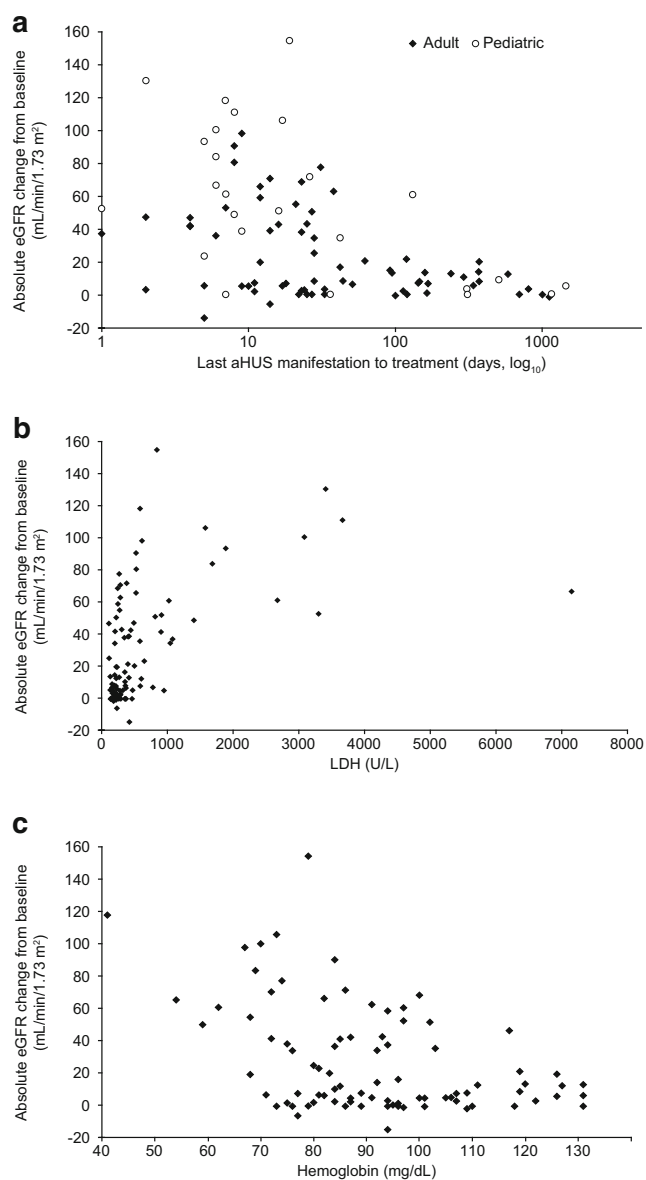 a
◆ Adult ○ Pediatric
Absolute eGFR change from baseline
(mL/min/1.73 m²)
160
140
120
100
80
60
40
20
0
-20
1 10 100 1000
Last aHUS manifestation to treatment (days, log₁₀)
b
Absolute eGFR change from baseline
(mL/min/1.73 m²)
160
140
120
100
80
60
40
20
0
-20
0 1000 2000 3000 4000 5000 6000 7000 8000
LDH (U/L)
c
Absolute eGFR change from baseline
(mL/min/1.73 m²)
160
140
120
100
80
60
40
20
0
-20
40 50 60 70 80 90 100 110 120 130
Hemoglobin (mg/dL)